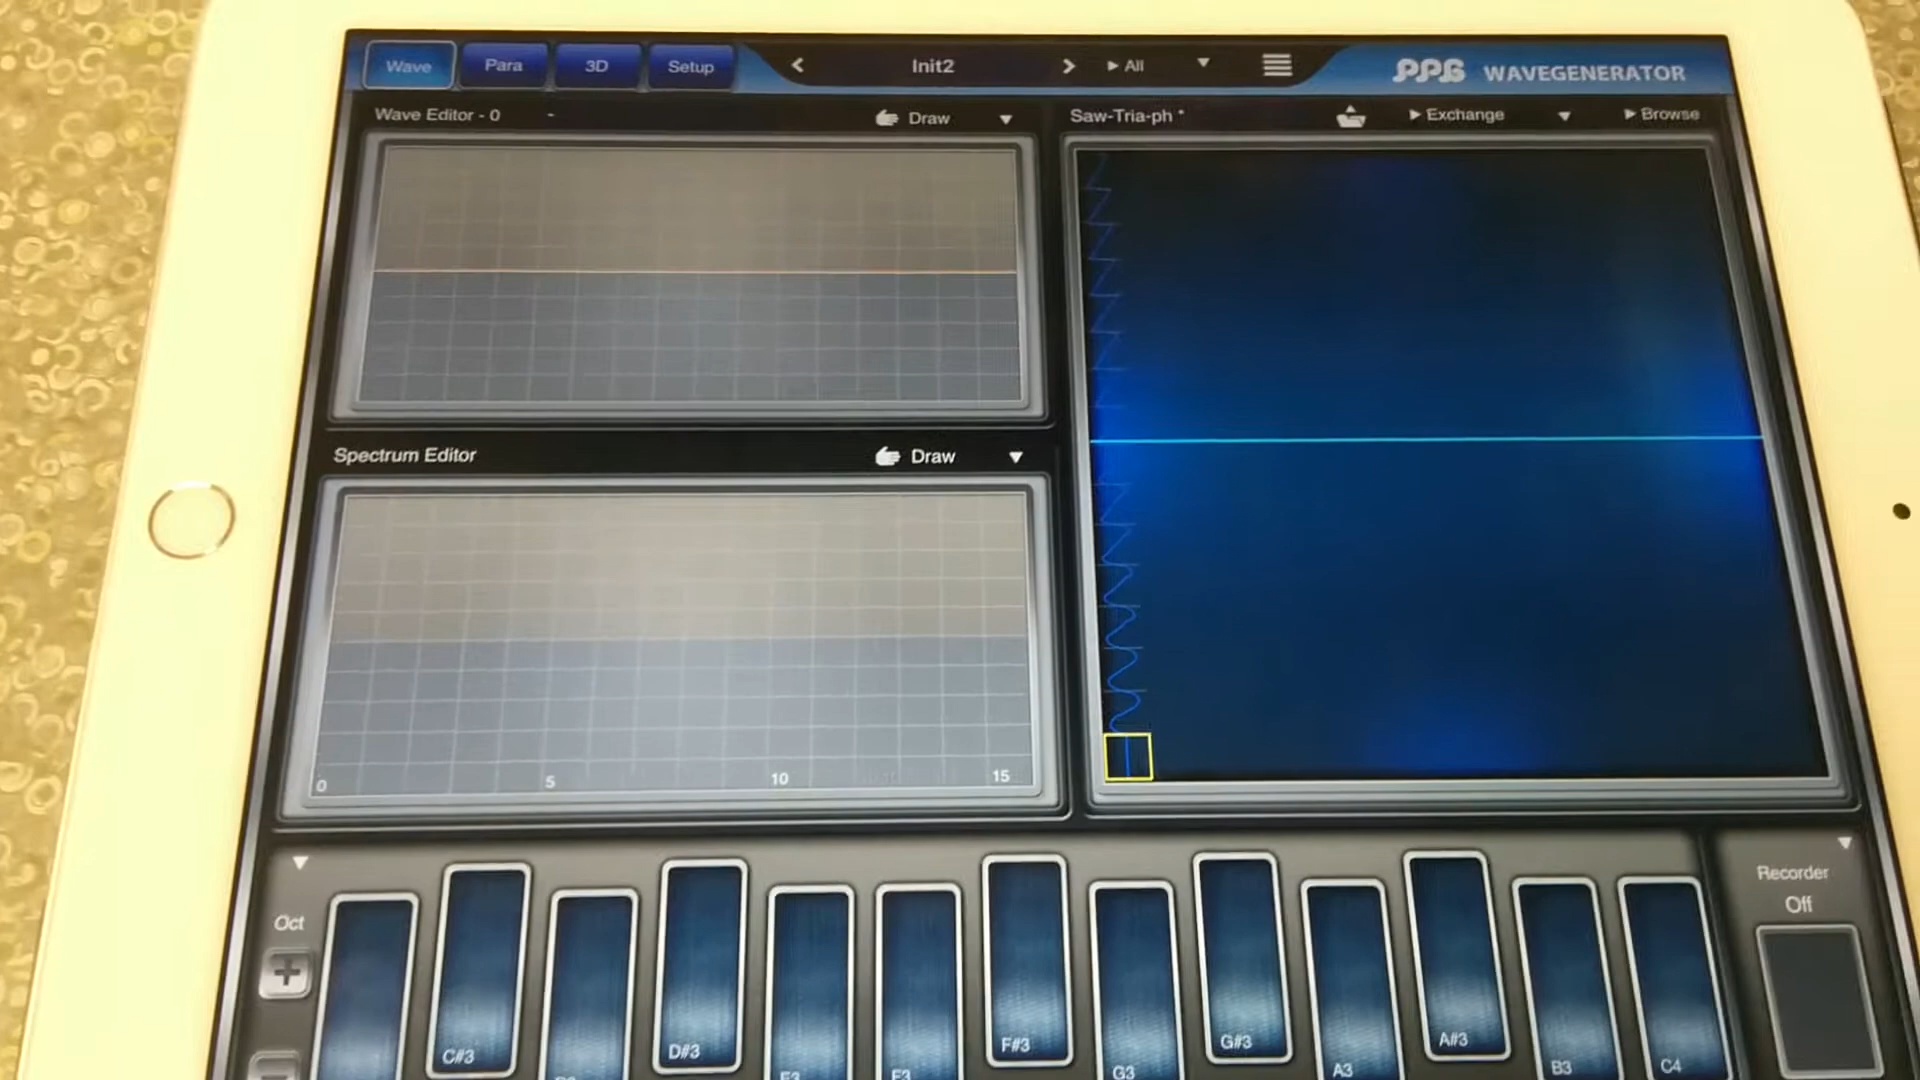 Wave Para 3D Setup Init2 All PPG WAVEGENERATOR
Wave Editor - 0 - Draw Saw-Tria-ph * Exchange Browse
Spectrum Editor Draw
0 5 10 15
Recorder
Off
Oct
C#3 D#3 F#3 G#3 A#3
G3 A3 B3 C4